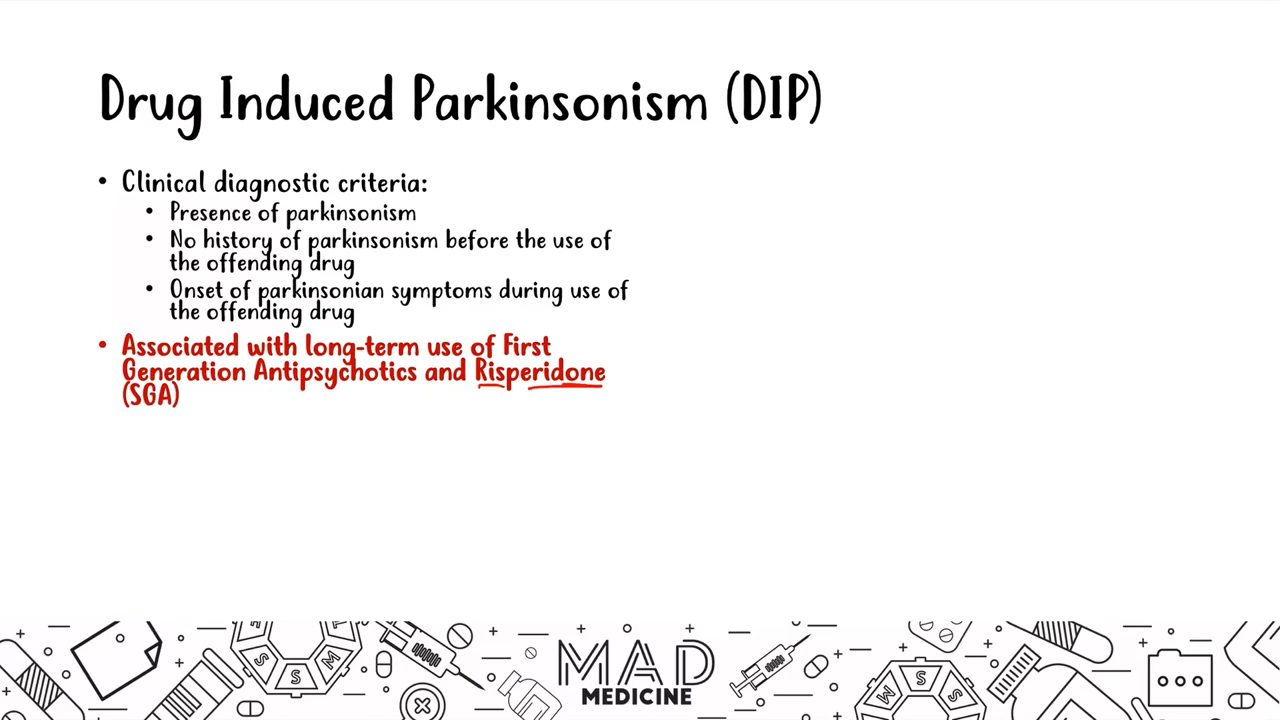 Drug Induced Parkinsonism (DIP)
• Clinical diagnostic criteria:
• Presence of parkinsonism
• No history of parkinsonism before the use of
the offending drug
• Onset of parkinsonian symptoms during use of
the offending drug
• Associated with long-term use of First
Generation Antipsychotics and Risperidone
(SGA)
S
S
M
MAD
MEDICINE
M
S
S